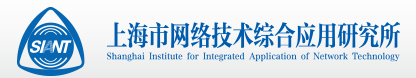 SIANT
上海市网络技术综合应用研究所
Shanghai Institute for Integrated Application of Network Technology